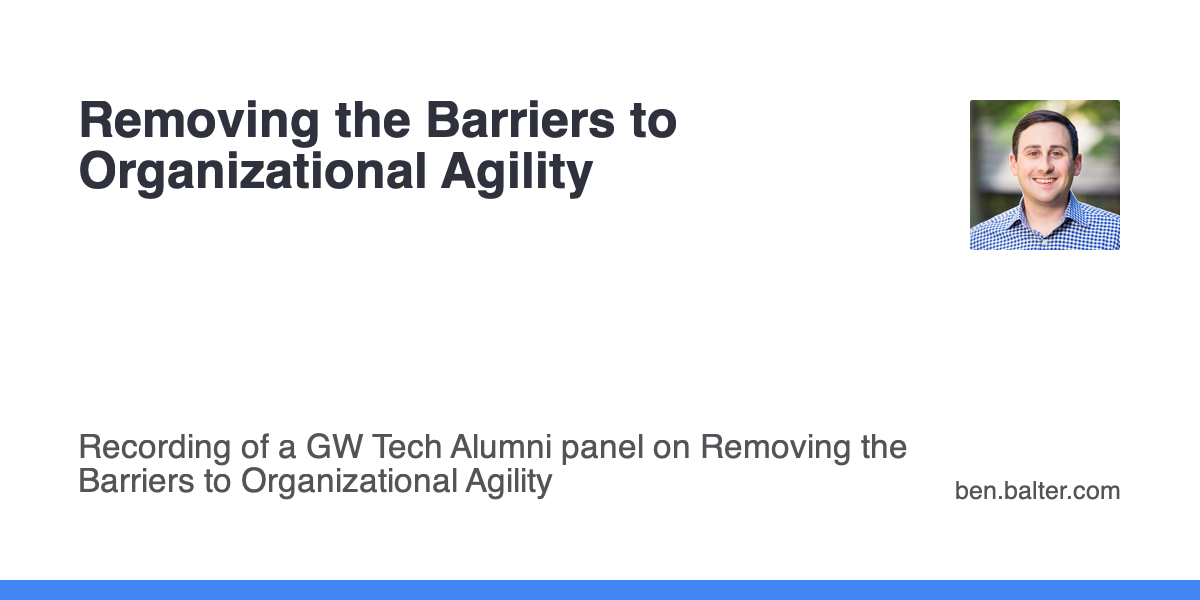 Removing the Barriers to
Organizational Agility
Recording of a GW Tech Alumni panel on Removing the
Barriers to Organizational Agility
ben.balter.com